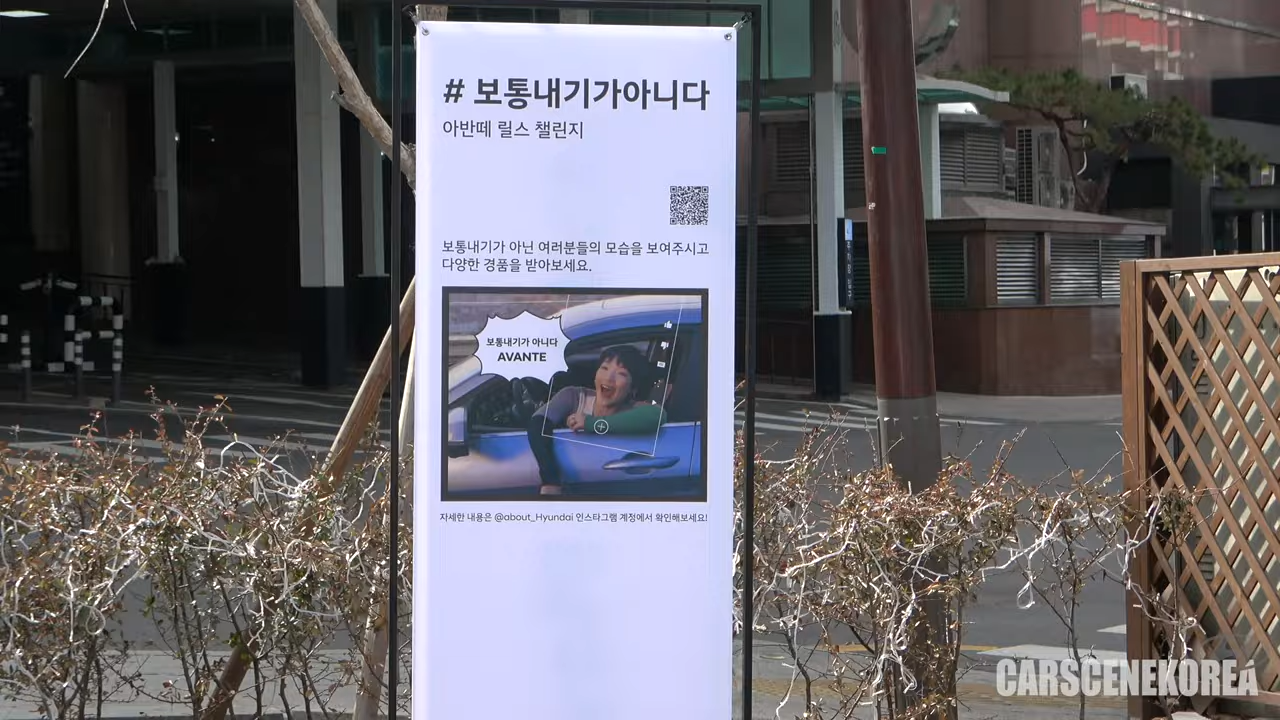 # 보통내기가아니다
아반떼 릴스 챌린지
보통내기가 아닌 여러분들의 모습을 보여주시고
다양한 경품을 받아보세요.
보통내기가 아니다
AVANTE
자세한 내용은 @about_Hyundai 인스타그램 계정에서 확인해보세요!
CARSCENEKOREA